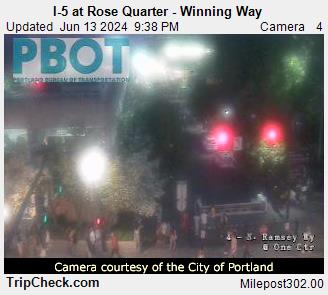 I-5 at Rose Quarter - Winning Way
Updated Jun 13 2024 9:38 PM Camera 4
PBOT
PORTLAND BUREAU OF TRANSPORTATION
4 - N. Ramsey Wy
@ One Ctr
Camera courtesy of the City of Portland
TripCheck.com Milepost302.00